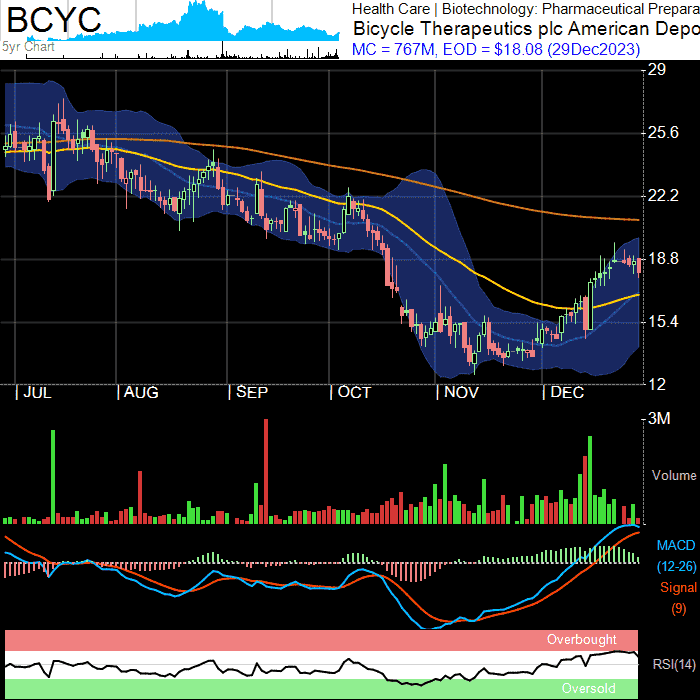 BCYC
5yr Chart
Health Care | Biotechnology: Pharmaceutical Prepara
Bicycle Therapeutics plc American Depo
MC = 767M, EOD = $18.08 (29Dec2023)
29
25.6
22.2
18.8
15.4
12
JUL AUG SEP OCT NOV DEC
3M
Volume
MACD
(12-26)
Signal
(9)
Overbought
RSI(14)
Oversold